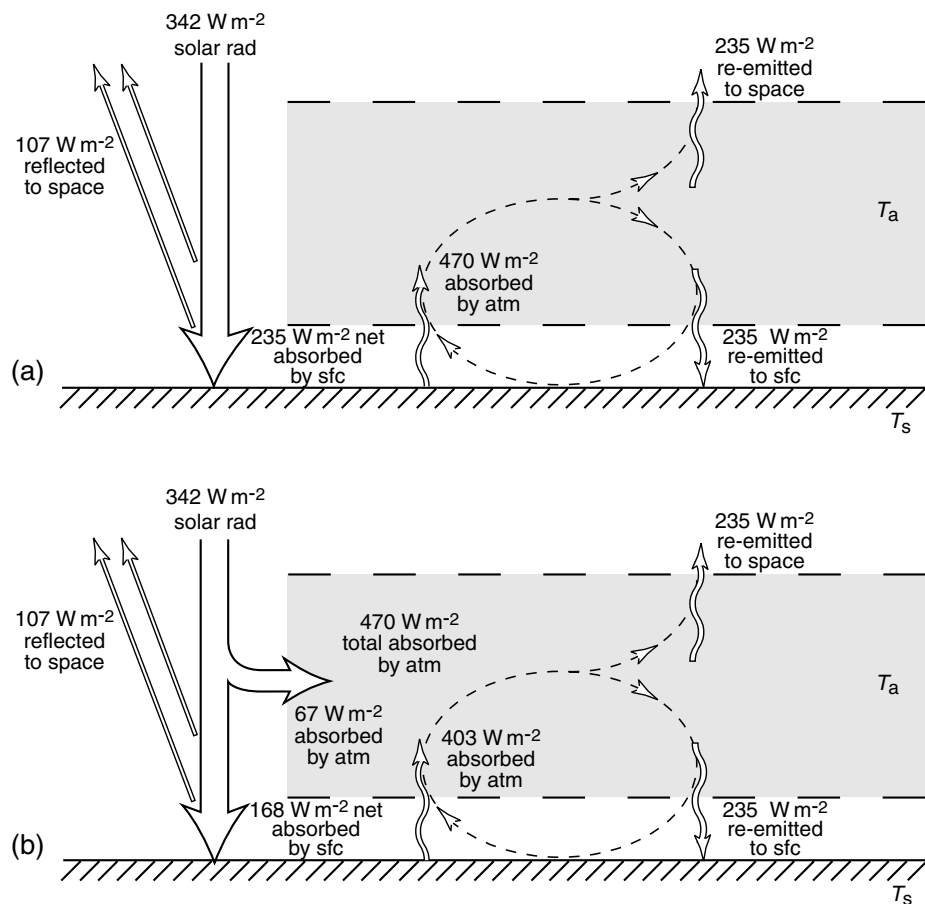 (a)
342 W m-2
solar rad
235 W m-2
re-emitted
to space
107 W m-2
reflected
to space
Ta
470 W m-2
absorbed
by atm
235 W m-2 net
absorbed
by sfc
235 W m-2
re-emitted
to sfc
Ts
(b)
342 W m-2
solar rad
235 W m-2
re-emitted
to space
107 W m-2
reflected
to space
470 W m-2
total absorbed
by atm
Ta
67 W m-2
absorbed
by atm
403 W m-2
absorbed
by atm
168 W m-2 net
absorbed
by sfc
235 W m-2
re-emitted
to sfc
Ts